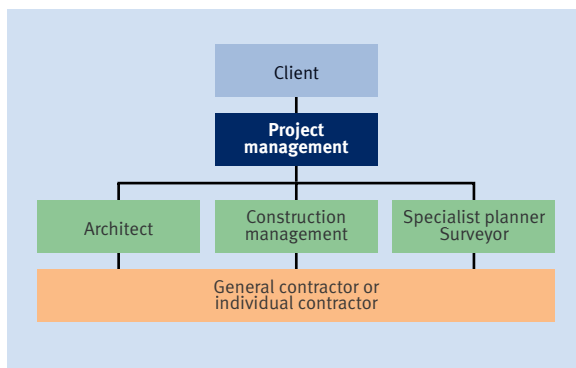 Client
Project
management
Architect
Construction
management
Specialist planner
Surveyor
General contractor or
individual contractor